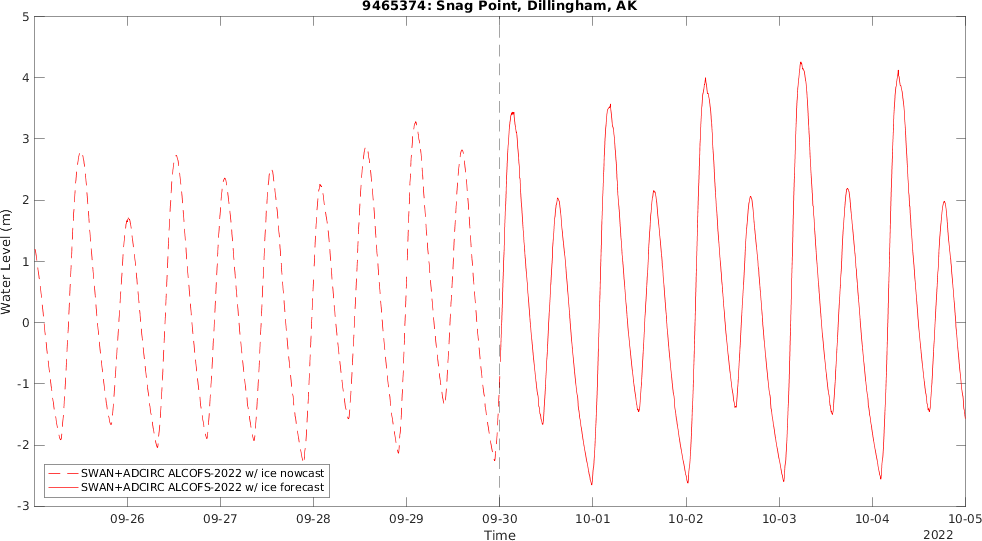 9465374: Snag Point, Dillingham, AK
5
4
3
2
1
0
-1
-2
-3
Water Level (m)
SWAN+ADCIRC ALCOFS-2022 w/ ice nowcast
SWAN+ADCIRC ALCOFS-2022 w/ ice forecast
09-26 09-27 09-28 09-29 09-30 10-01 10-02 10-03 10-04 10-05
Time
2022